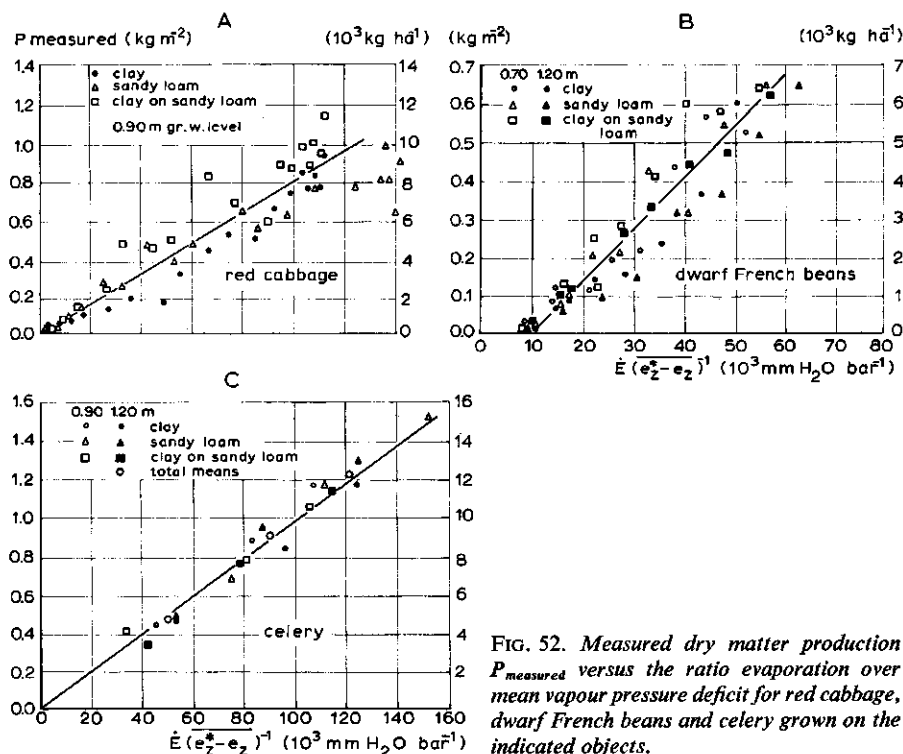 A
P measured (kg m⁻²) (10³ kg ha⁻¹)
1.4 14
1.2 12
1.0 10
0.8 8
0.6 6
0.4 4
0.2 2
0.0 0
clay
sandy loam
clay on sandy loam
0.90 m gr.w.level
red cabbage
B
(kg m⁻²) (10³ kg ha⁻¹)
0.7 7
0.6 6
0.5 5
0.4 4
0.3 3
0.2 2
0.1 1
0.0 0
0.70 1.20 m
clay
sandy loam
clay on sandy
loam
dwarf French beans
0 10 20 30 40 50 60 80
Ė (e*z − ez)⁻¹ (10³ mm H₂O bar⁻¹)
C
1.6 16
1.4 14
1.2 12
1.0 10
0.8 8
0.6 6
0.4 4
0.2 2
0.0
0.90 1.20 m
clay
sandy loam
clay on sandy loam
total means
celery
0 20 40 60 80 100 120 140 160
Ė (e*z − ez)⁻¹ (10³ mm H₂O bar⁻¹)
FIG. 52. Measured dry matter production
Pmeasured versus the ratio evaporation over
mean vapour pressure deficit for red cabbage,
dwarf French beans and celery grown on the
indicated objects.